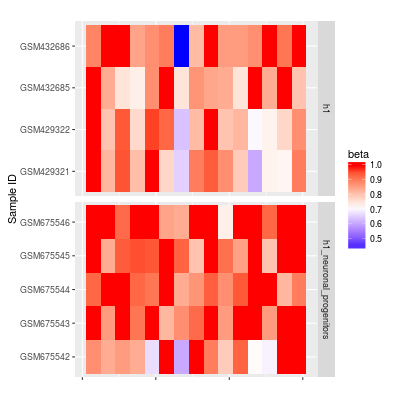 GSM432686
GSM432685
GSM429322
GSM429321
h1
GSM675546
GSM675545
GSM675544
GSM675543
GSM675542
h1_neuronal_progenitors
Sample ID
beta
1.0
0.9
0.8
0.7
0.6
0.5